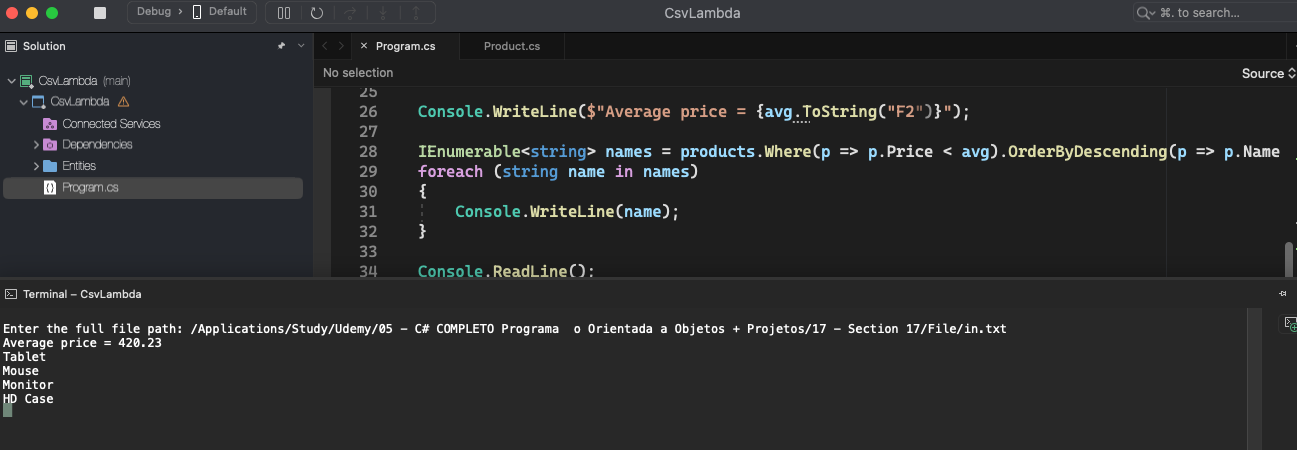 Debug > Default
CsvLambda
⌘. to search...
Solution
Program.cs
Product.cs
No selection
Source
CsvLambda (main)
CsvLambda
Connected Services
Dependencies
Entities
Program.cs
25
26 Console.WriteLine($"Average price = {avg.ToString("F2")}");
27
28 IEnumerable<string> names = products.Where(p => p.Price < avg).OrderByDescending(p => p.Name
29 foreach (string name in names)
30 {
31 Console.WriteLine(name);
32 }
33
34 Console.ReadLine();
Terminal – CsvLambda
Enter the full file path: /Applications/Study/Udemy/05 - C# COMPLETO Programa  o Orientada a Objetos + Projetos/17 - Section 17/File/in.txt
Average price = 420.23
Tablet
Mouse
Monitor
HD Case